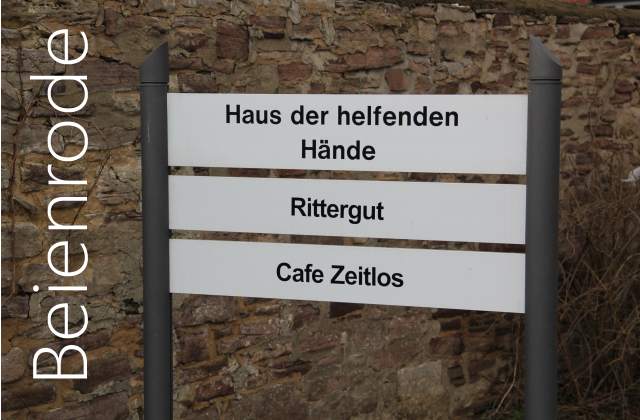 Beienrode
Haus der helfenden
Hände
Rittergut
Cafe Zeitlos